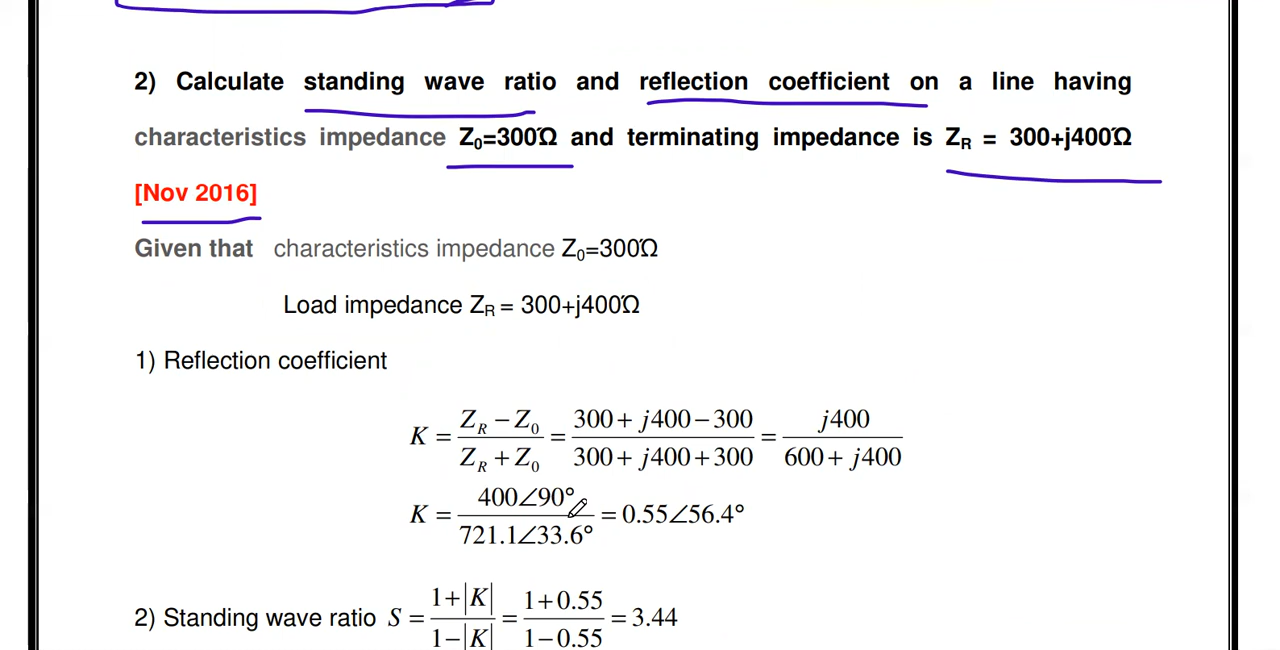 2) Calculate standing wave ratio and reflection coefficient on a line having
characteristics impedance Z₀=300Ω and terminating impedance is Z_R = 300+j400Ω
[Nov 2016]
Given that characteristics impedance Z₀=300Ω
Load impedance Z_R = 300+j400Ω
1) Reflection coefficient
K = (Z_R − Z₀)/(Z_R + Z₀) = (300 + j400 − 300)/(300 + j400 + 300) = j400/(600 + j400)
K = 400∠90°/721.1∠33.6° = 0.55∠56.4°
2) Standing wave ratio S = (1+|K|)/(1−|K|) = (1+0.55)/(1−0.55) = 3.44